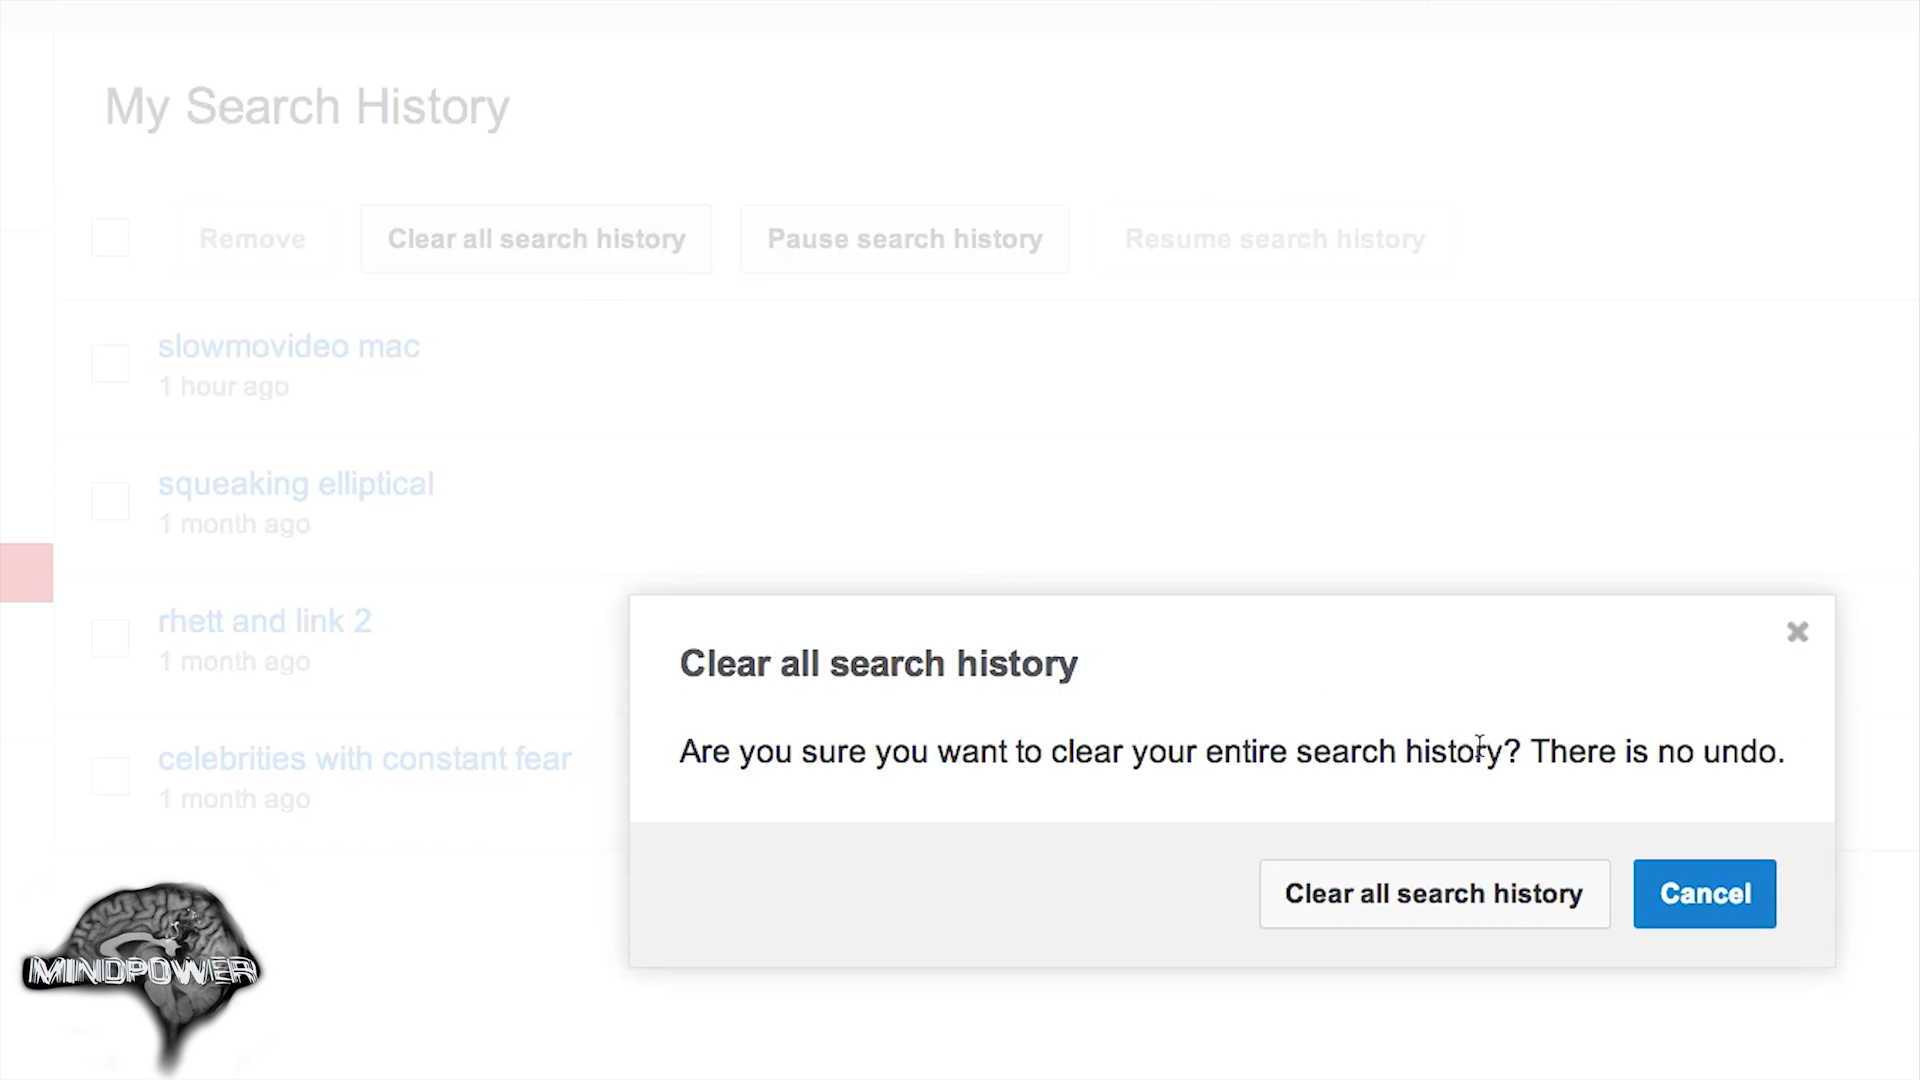 My Search History
Remove
Clear all search history
Pause search history
Resume search history
slowmovideo mac
1 hour ago
squeaking elliptical
1 month ago
rhett and link 2
1 month ago
celebrities with constant fear
1 month ago
Clear all search history
Are you sure you want to clear your entire search history? There is no undo.
Clear all search history
Cancel
MINDPOWER